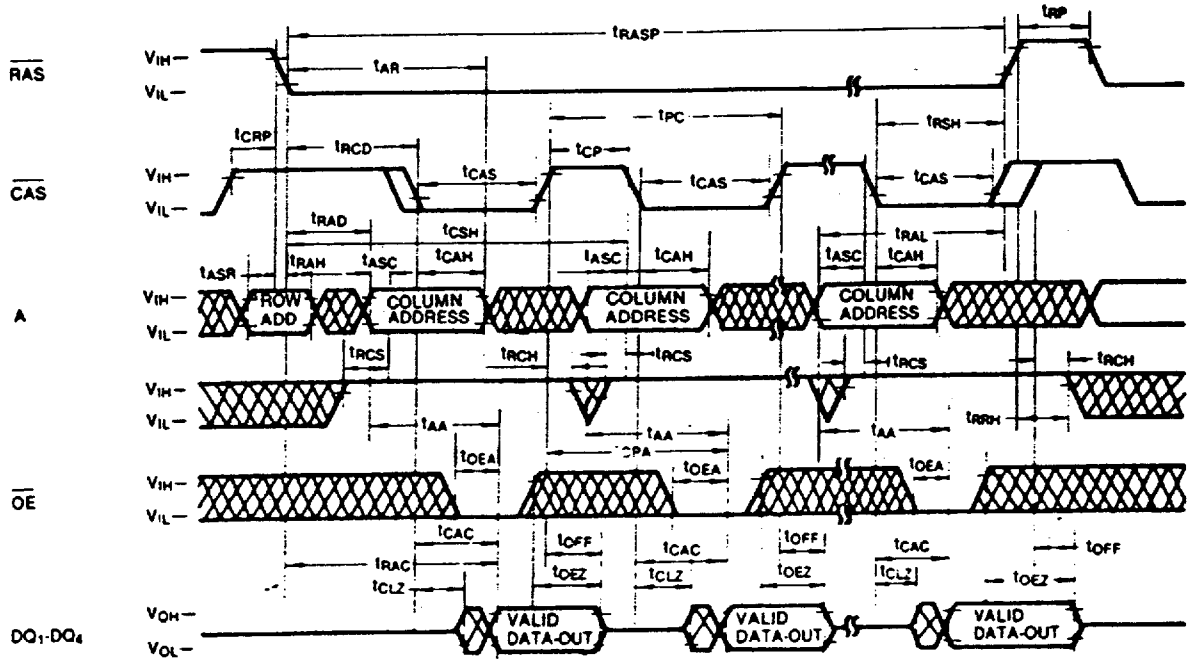 tRASP
tRP
RAS
VIH
VIL
tAR
tCRP
tRCD
tPC
tCP
tRSH
CAS
VIH
VIL
tCAS
tCAS
tCAS
tRAD
tCSH
tRAL
tASR
tRAH
tASC
tCAH
tASC
tCAH
tASC
tCAH
A
VIH
VIL
ROW
ADD
COLUMN
ADDRESS
COLUMN
ADDRESS
COLUMN
ADDRESS
tRCS
tRCH
tRCS
tRCS
tRCH
VIH
VIL
tRRH
tAA
tAA
tAA
tOEA
CPA
tOEA
tOEA
OE
VIH
VIL
tCAC
tOFF
tCAC
tOFF
tCAC
tOFF
tRAC
tCLZ
tOEZ
tCLZ
tOEZ
tCLZ
tOEZ
DQ1-DQ4
VOH
VOL
VALID
DATA-OUT
VALID
DATA-OUT
VALID
DATA-OUT